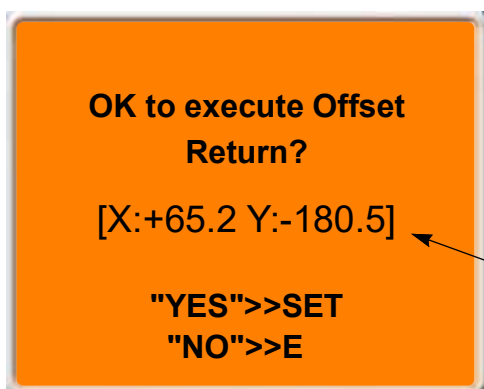 OK to execute Offset
Return?
[X:+65.2 Y:-180.5]
"YES">>SET
"NO">>E